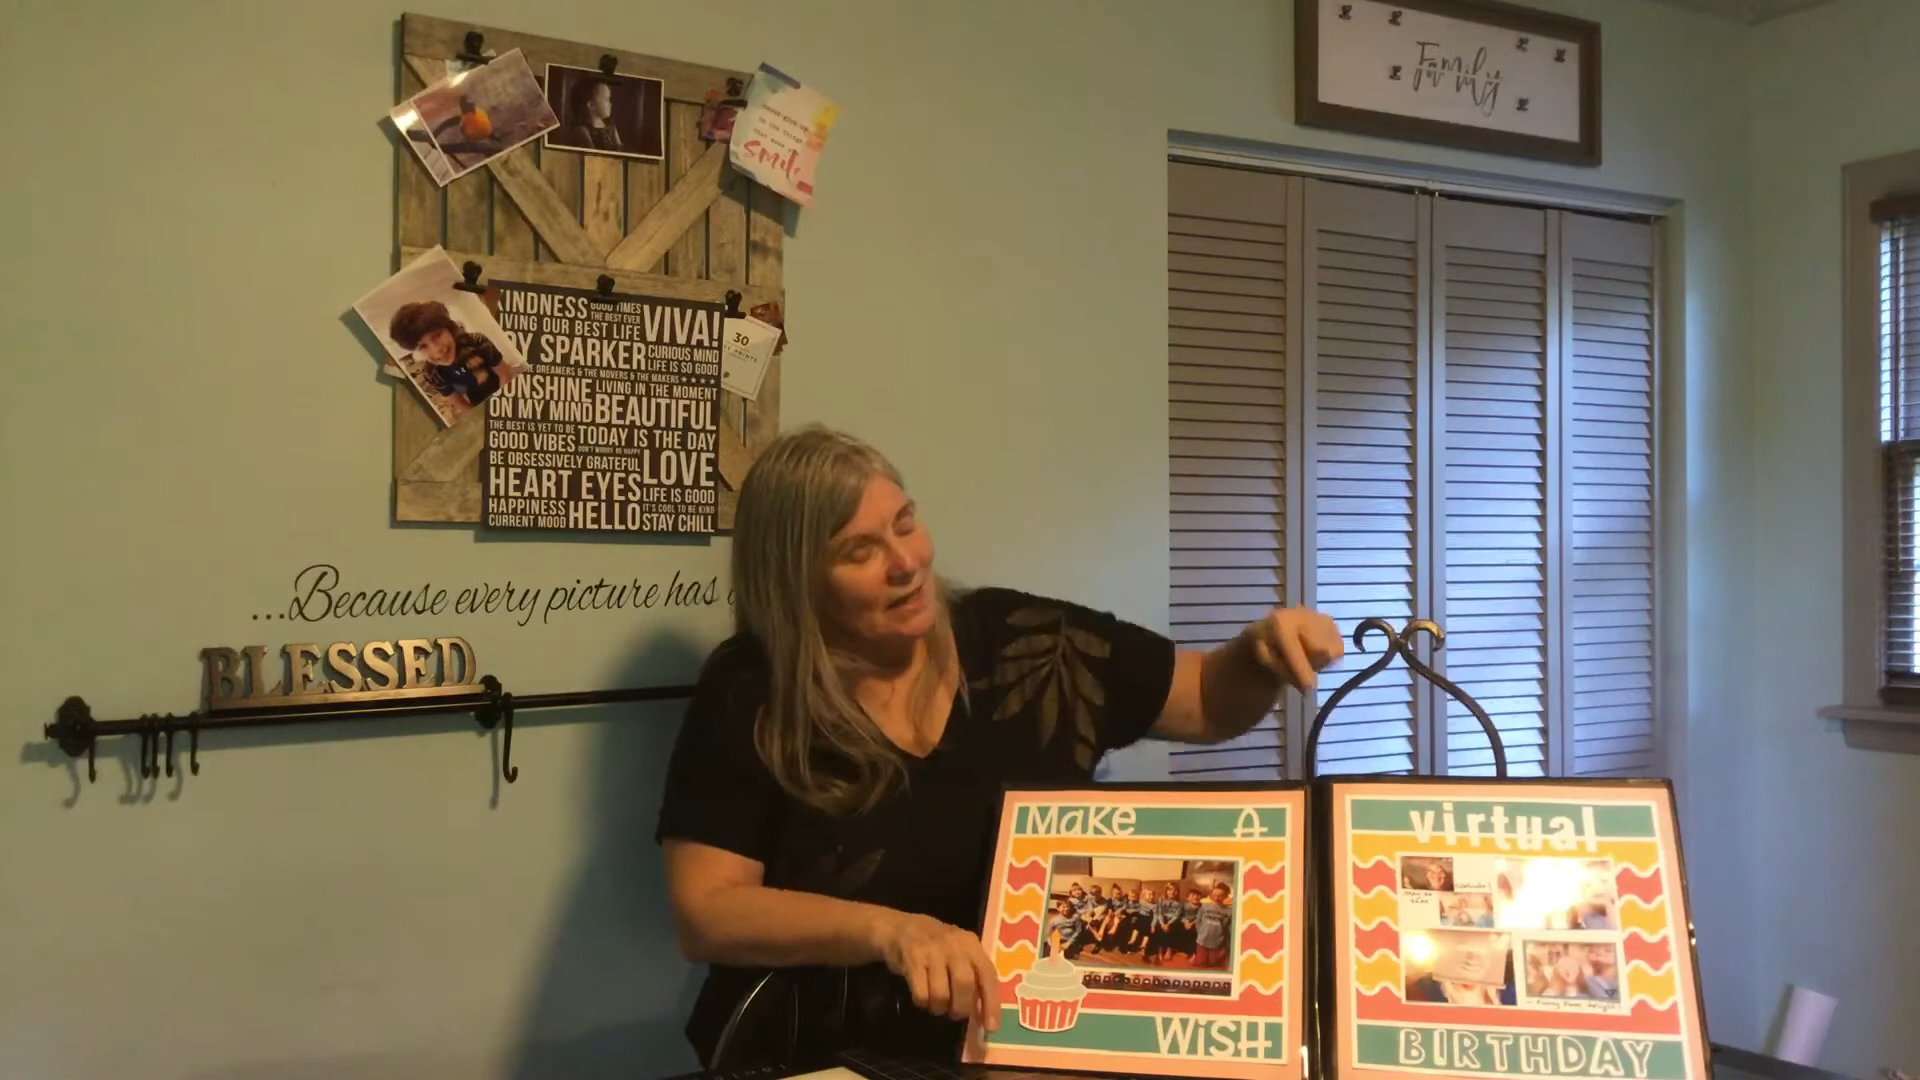 Family
smile
KINDNESS GOOD TIMES
THE BEST EVER
VIVA!
LIVING OUR BEST LIFE
JOY SPARKER CURIOUS MIND
LIFE IS SO GOOD
THE DREAMERS & THE MOVERS & THE MAKERS ★★★★
SUNSHINE LIVING IN THE MOMENT
ON MY MIND BEAUTIFUL
THE BEST IS YET TO BE
GOOD VIBES TODAY IS THE DAY
DON'T WORRY BE HAPPY
BE OBSESSIVELY GRATEFUL LOVE
HEART EYES LIFE IS GOOD
HAPPINESS HELLO IT'S COOL TO BE KIND
CURRENT MOOD STAY CHILL
30
...Because every picture has
BLESSED
Make A
WiSH
virtual
BIRTHDAY